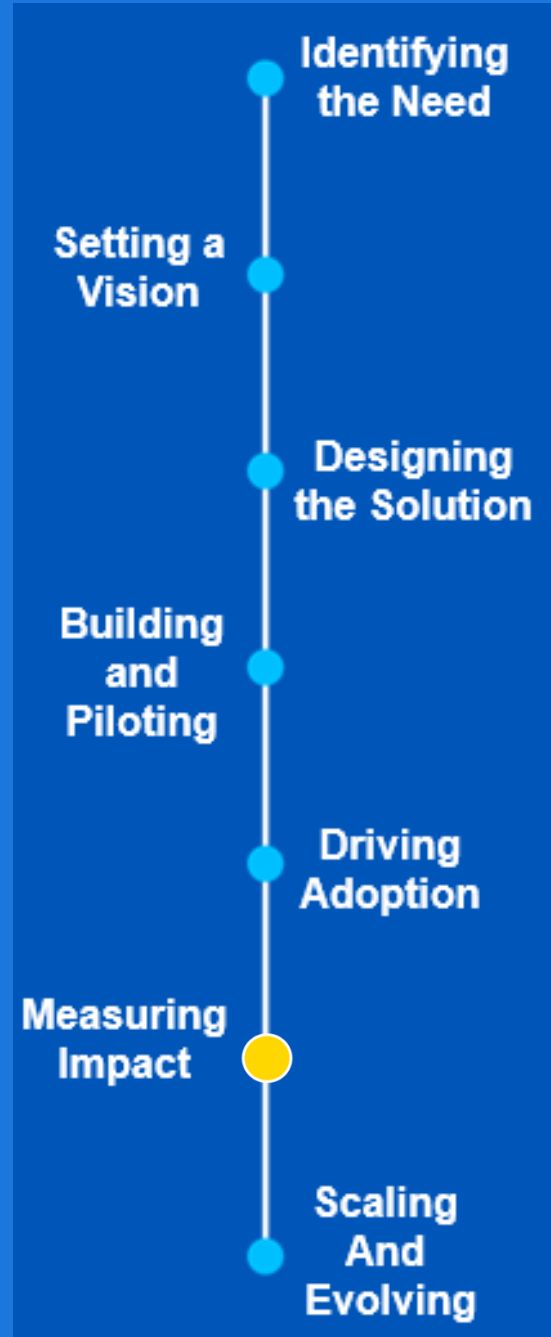 Identifying
the Need
Setting a
Vision
Designing
the Solution
Building
and
Piloting
Driving
Adoption
Measuring
Impact
Scaling
And
Evolving